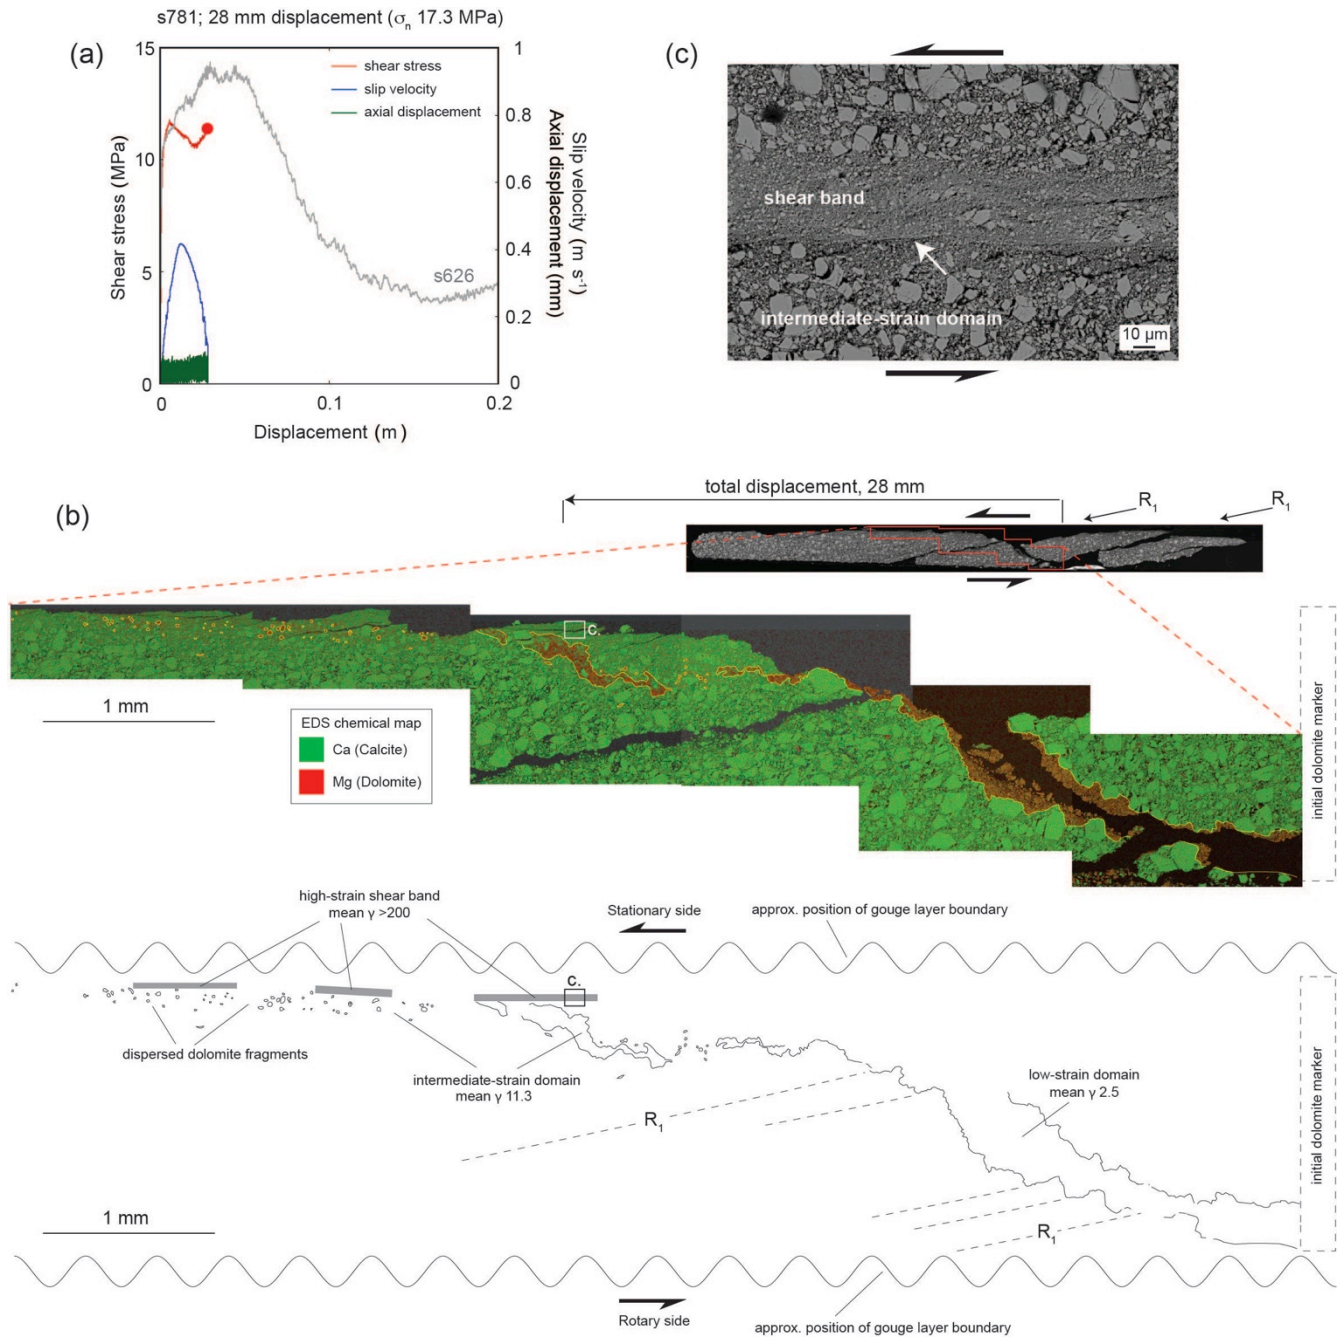 s781; 28 mm displacement (σn 17.3 MPa)
(a)
15
10
5
0
Shear stress (MPa)
shear stress
slip velocity
axial displacement
s626
1
0.8
0.6
0.4
0.2
0
Slip velocity (m s⁻¹)
Axial displacement (mm)
0
0.1
0.2
Displacement (m)
(c)
shear band
intermediate-strain domain
10 µm
(b)
total displacement, 28 mm
R1
R1
c.
1 mm
EDS chemical map
Ca (Calcite)
Mg (Dolomite)
initial dolomite marker
high-strain shear band
mean γ >200
Stationary side
approx. position of gouge layer boundary
c.
dispersed dolomite fragments
intermediate-strain domain
mean γ 11.3
low-strain domain
mean γ 2.5
R1
R1
initial dolomite marker
1 mm
Rotary side
approx. position of gouge layer boundary